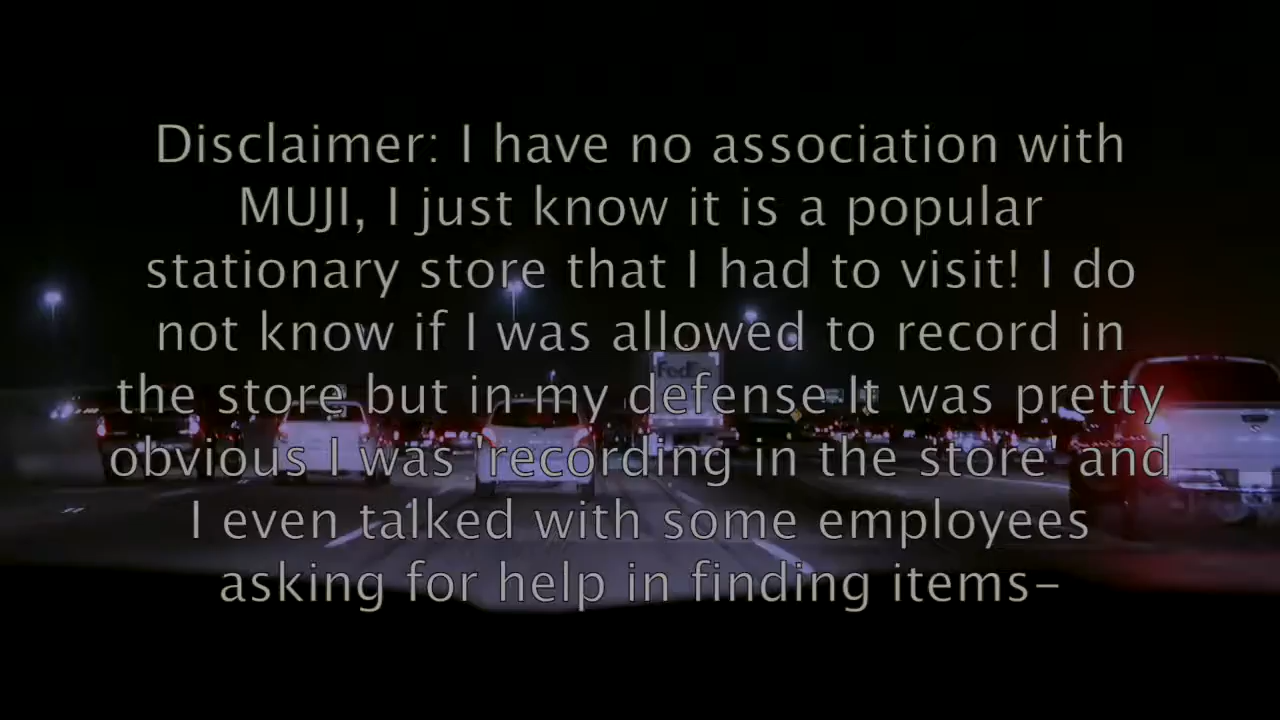 Disclaimer: I have no association with
MUJI, I just know it is a popular
stationary store that I had to visit! I do
not know if I was allowed to record in
the store but in my defense It was pretty
obvious I was 'recording in the store' and
I even talked with some employees
asking for help in finding items-
FedEx